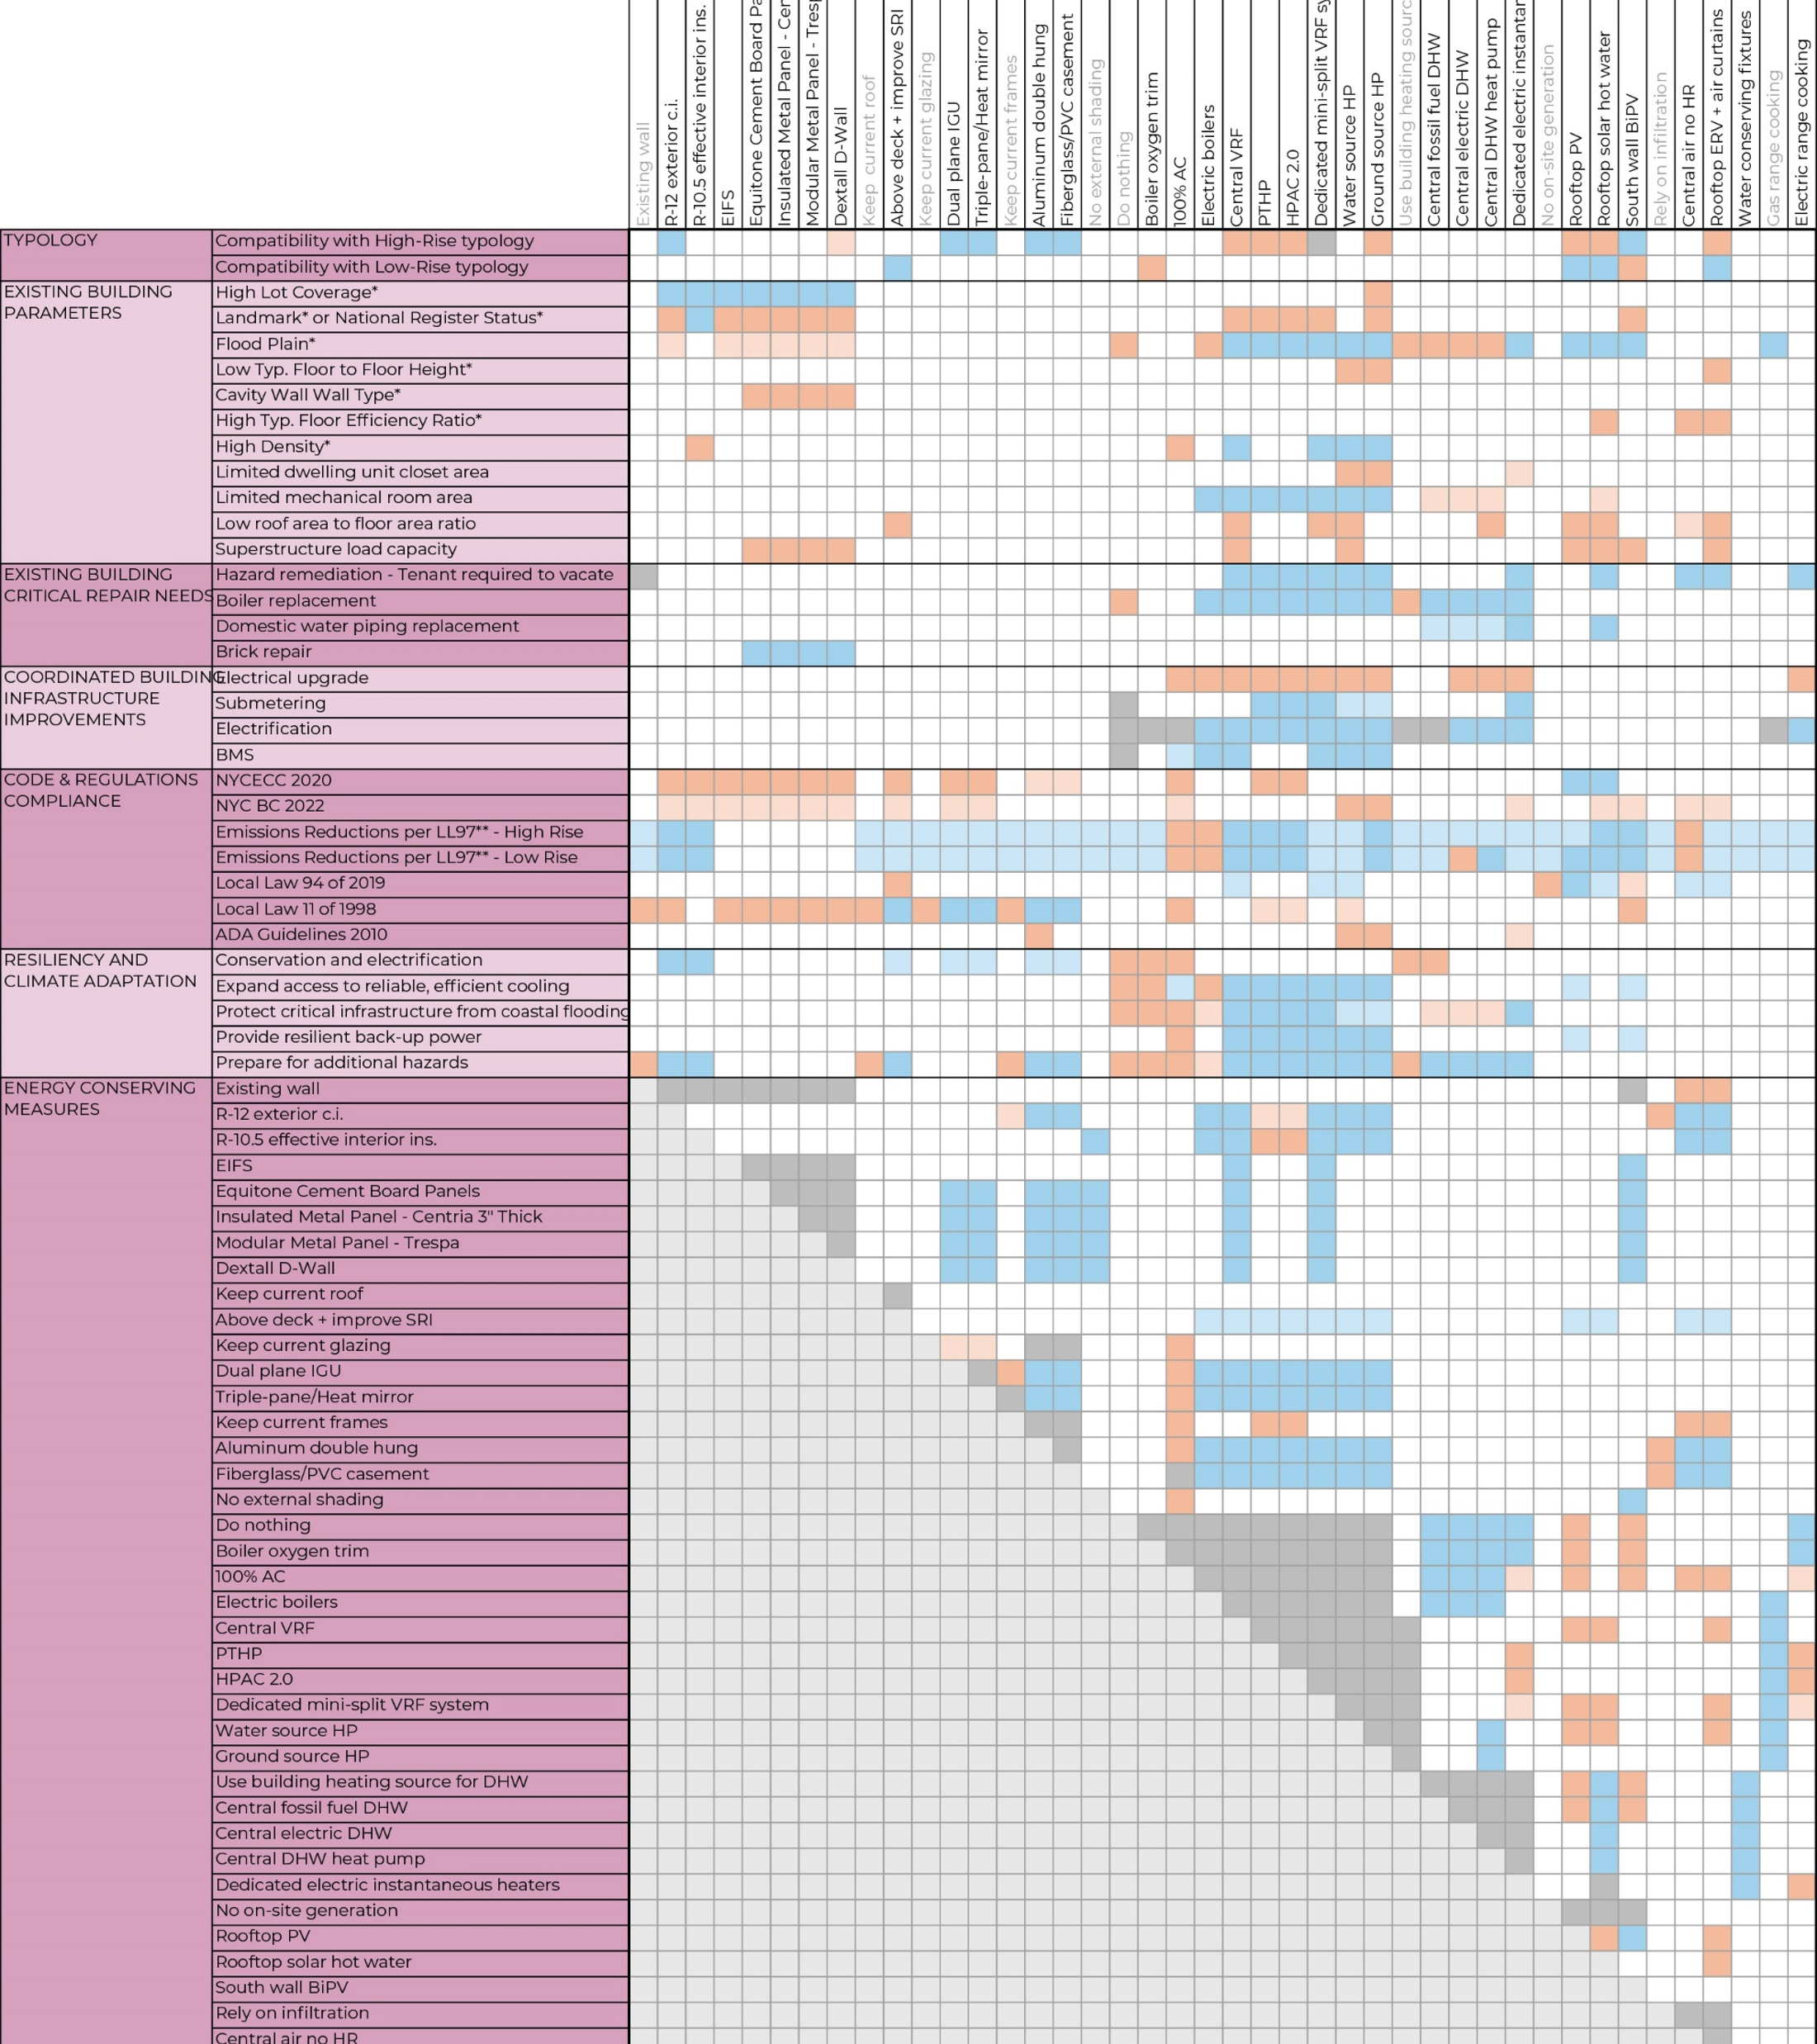 Existing wall
R-12 exterior c.i.
R-10.5 effective interior ins.
EIFS
Equitone Cement Board
Insulated Metal Panel -
Modular Metal Panel -
Dextall D-Wall
Keep current roof
Above deck + improve SRI
Keep current glazing
Dual plane IGU
Triple-pane/Heat mirror
Keep current frames
Aluminum double hung
Fiberglass/PVC casement
No external shading
Do nothing
Boiler oxygen trim
100% AC
Electric boilers
Central VRF
PTHP
HPAC 2.0
Dedicated mini-split VRF
Water source HP
Ground source HP
Use building heating
Central fossil fuel DHW
Central electric DHW
Central DHW heat pump
Dedicated electric
No on-site generation
Rooftop PV
Rooftop solar hot water
South wall BiPV
Rely on infiltration
Central air no HR
Rooftop ERV + air curtains
Water conserving fixtures
Gas range cooking
Electric range cooking
TYPOLOGY
Compatibility with High-Rise typology
Compatibility with Low-Rise typology
EXISTING BUILDING
PARAMETERS
High Lot Coverage*
Landmark* or National Register Status*
Flood Plain*
Low Typ. Floor to Floor Height*
Cavity Wall Wall Type*
High Typ. Floor Efficiency Ratio*
High Density*
Limited dwelling unit closet area
Limited mechanical room area
Low roof area to floor area ratio
Superstructure load capacity
EXISTING BUILDING
CRITICAL REPAIR NEEDS
Hazard remediation - Tenant required to vacate
Boiler replacement
Domestic water piping replacement
Brick repair
COORDINATED BUILDING
INFRASTRUCTURE
IMPROVEMENTS
Electrical upgrade
Submetering
Electrification
BMS
CODE & REGULATIONS
COMPLIANCE
NYCECC 2020
NYC BC 2022
Emissions Reductions per LL97** - High Rise
Emissions Reductions per LL97** - Low Rise
Local Law 94 of 2019
Local Law 11 of 1998
ADA Guidelines 2010
RESILIENCY AND
CLIMATE ADAPTATION
Conservation and electrification
Expand access to reliable, efficient cooling
Protect critical infrastructure from coastal flooding
Provide resilient back-up power
Prepare for additional hazards
ENERGY CONSERVING
MEASURES
Existing wall
R-12 exterior c.i.
R-10.5 effective interior ins.
EIFS
Equitone Cement Board Panels
Insulated Metal Panel - Centria 3" Thick
Modular Metal Panel - Trespa
Dextall D-Wall
Keep current roof
Above deck + improve SRI
Keep current glazing
Dual plane IGU
Triple-pane/Heat mirror
Keep current frames
Aluminum double hung
Fiberglass/PVC casement
No external shading
Do nothing
Boiler oxygen trim
100% AC
Electric boilers
Central VRF
PTHP
HPAC 2.0
Dedicated mini-split VRF system
Water source HP
Ground source HP
Use building heating source for DHW
Central fossil fuel DHW
Central electric DHW
Central DHW heat pump
Dedicated electric instantaneous heaters
No on-site generation
Rooftop PV
Rooftop solar hot water
South wall BiPV
Rely on infiltration
Central air no HR